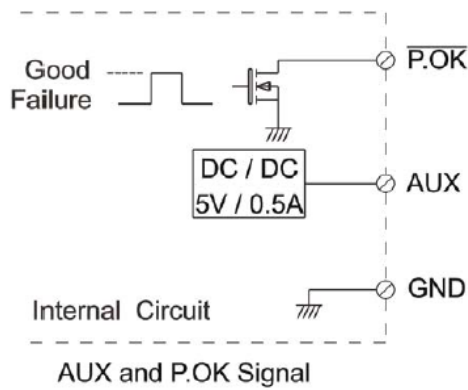 P.OK
Good
Failure
DC / DC
5V / 0.5A
AUX
GND
Internal Circuit
AUX and P.OK Signal